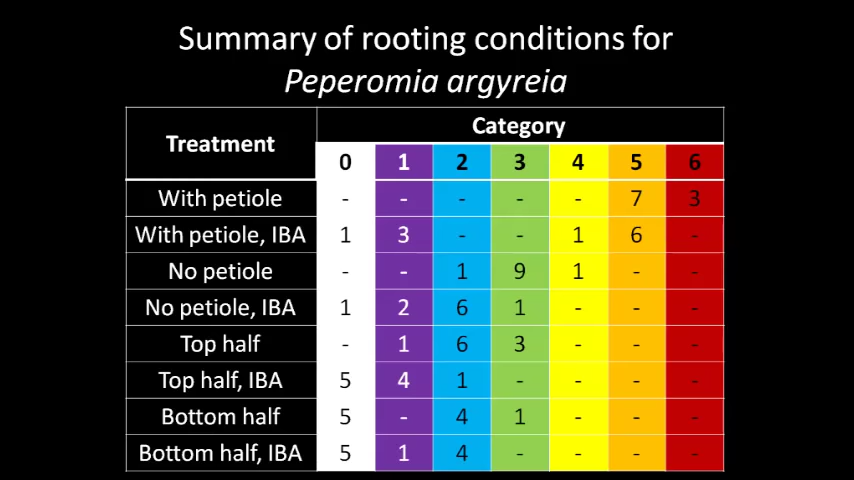 Summary of rooting conditions for
Peperomia argyreia
Treatment Category
0 1 2 3 4 5 6
With petiole - - - - - 7 3
With petiole, IBA 1 3 - - 1 6 -
No petiole - - 1 9 1 - -
No petiole, IBA 1 2 6 1 - - -
Top half - 1 6 3 - - -
Top half, IBA 5 4 1 - - - -
Bottom half 5 - 4 1 - - -
Bottom half, IBA 5 1 4 - - - -